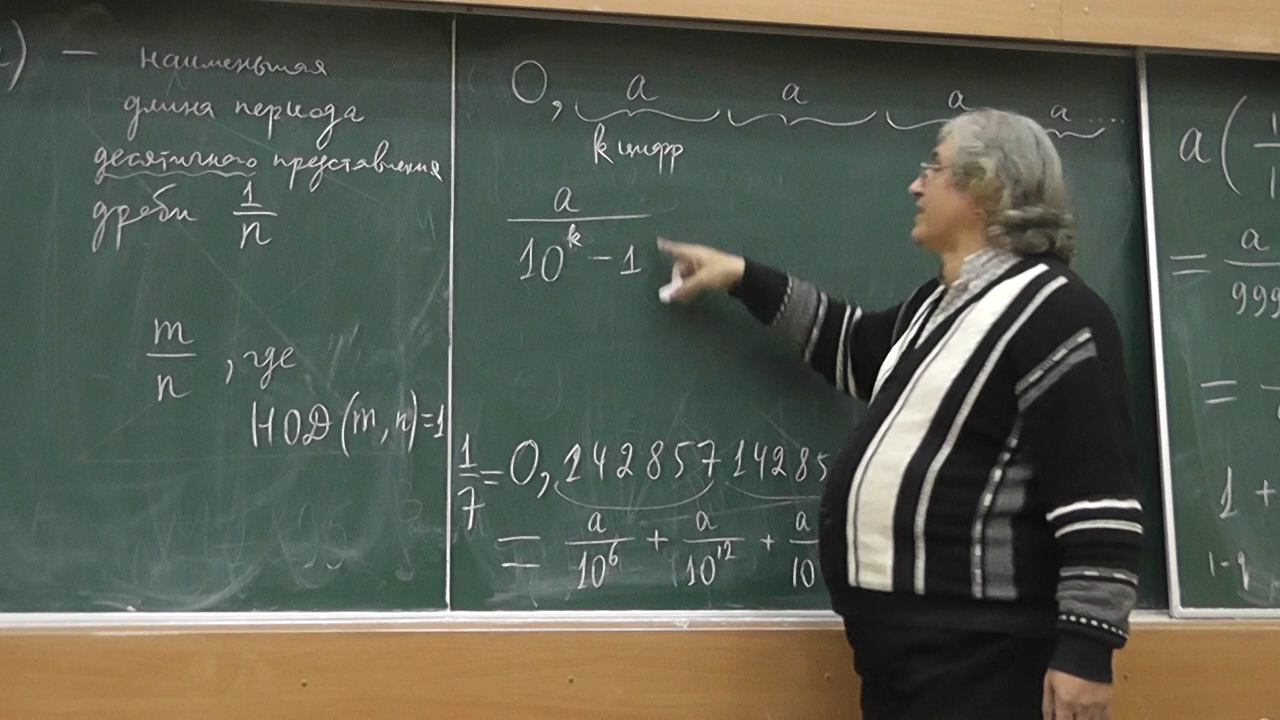 ) — наименьшая
длина периода
десятичного представления
дроби 1/n
m/n , где
НОД(m, n)=1
0, a a a a ....
k цифр
a/(10^k − 1)
1/7 = 0, 142857 14285
= a/10^6 + a/10^12 + a/10
a(1/1
= a/999
=
1 +
1-q